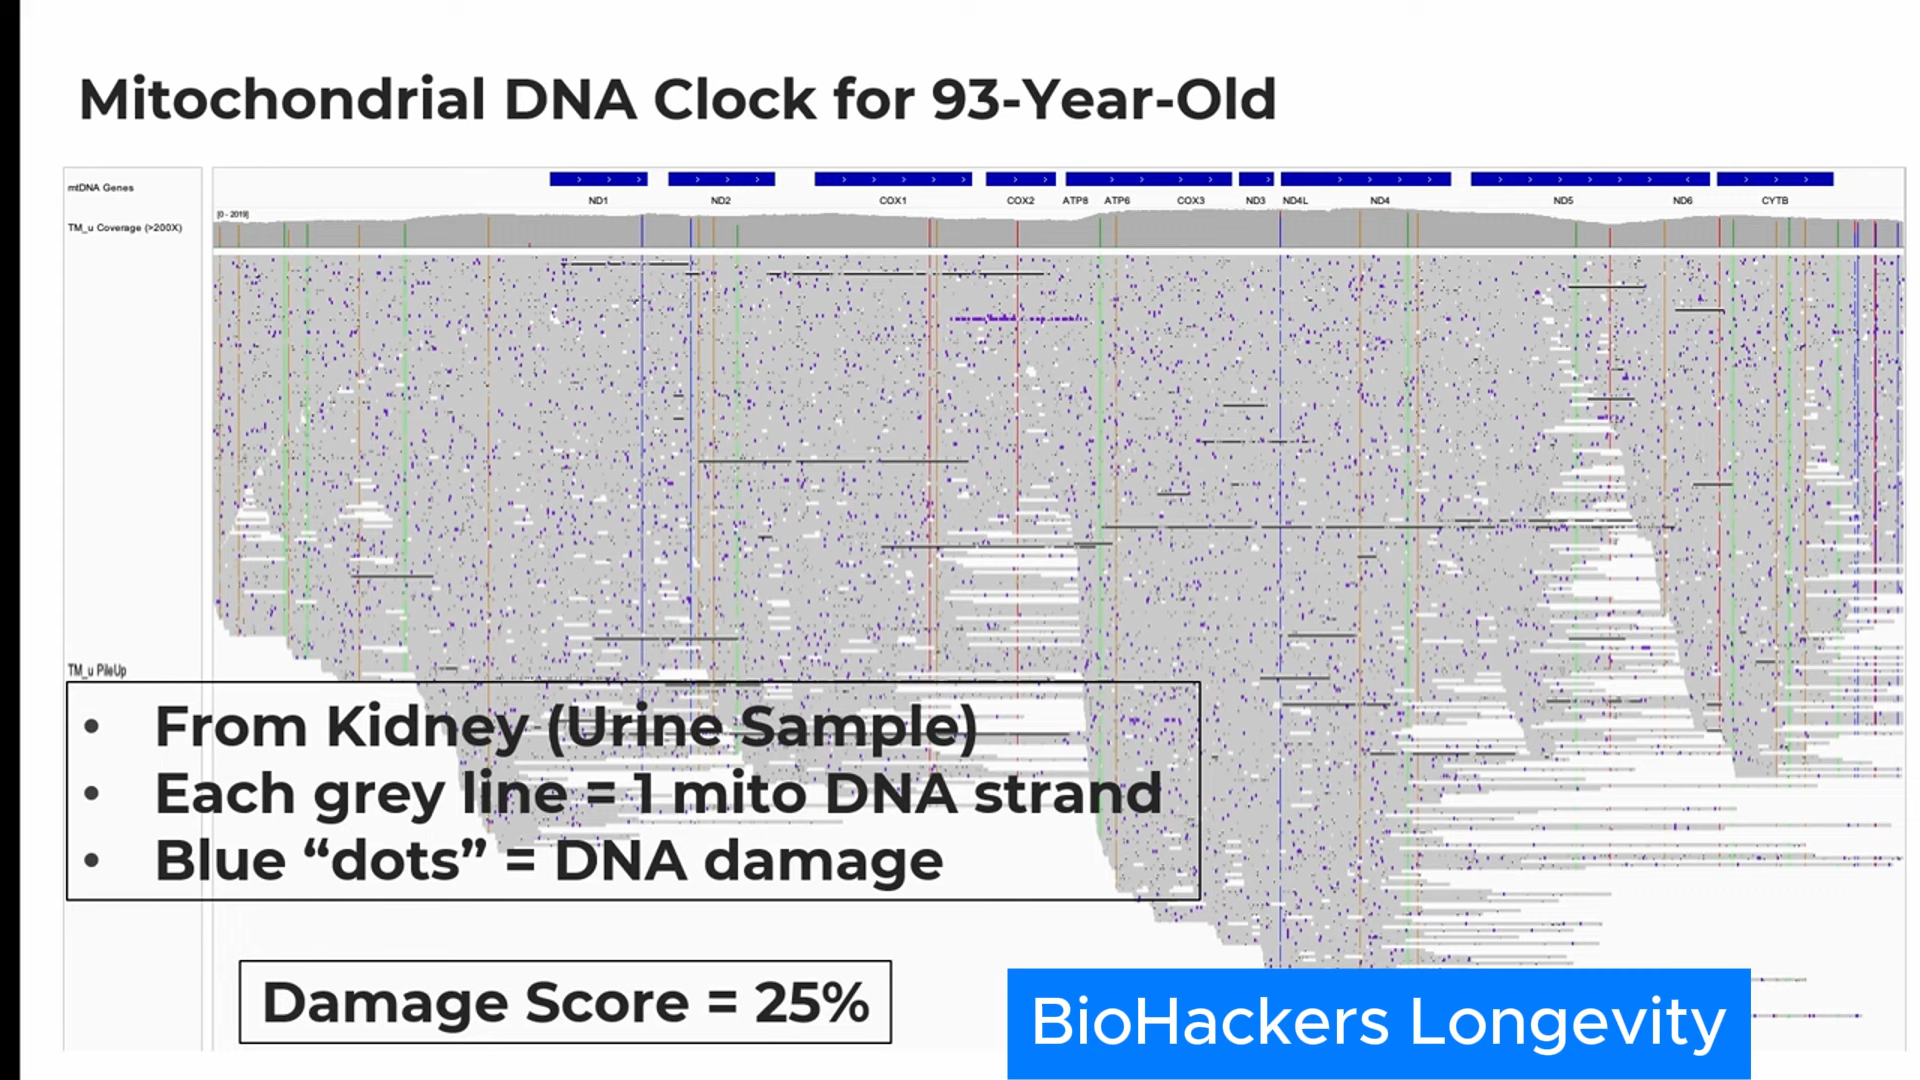 Mitochondrial DNA Clock for 93-Year-Old
mtDNA Genes
ND1 ND2 COX1 COX2 ATP8 ATP6 COX3 ND3 ND4L ND4 ND5 ND6 CYTB
[0 - 2019]
TM_u Coverage (>200X)
TM_u PileUp
• From Kidney (Urine Sample)
• Each grey line = 1 mito DNA strand
• Blue “dots” = DNA damage
Damage Score = 25%
BioHackers Longevity